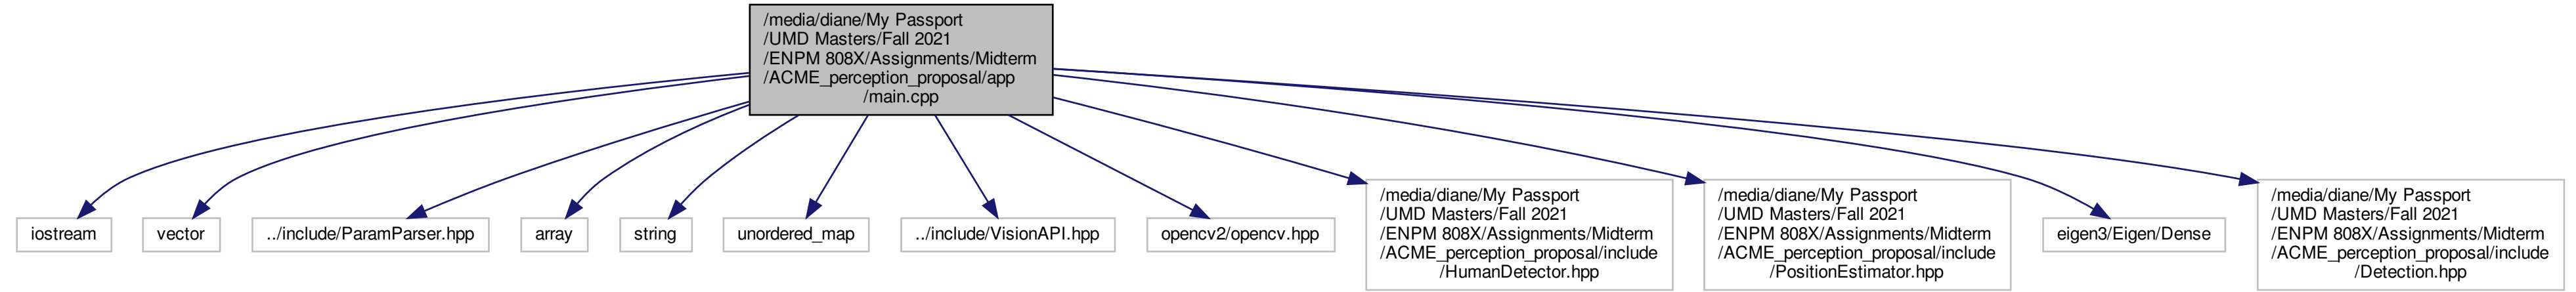 /media/diane/My Passport
/UMD Masters/Fall 2021
/ENPM 808X/Assignments/Midterm
/ACME_perception_proposal/app
/main.cpp
iostream
vector
../include/ParamParser.hpp
array
string
unordered_map
../include/VisionAPI.hpp
opencv2/opencv.hpp
/media/diane/My Passport
/UMD Masters/Fall 2021
/ENPM 808X/Assignments/Midterm
/ACME_perception_proposal/include
/HumanDetector.hpp
/media/diane/My Passport
/UMD Masters/Fall 2021
/ENPM 808X/Assignments/Midterm
/ACME_perception_proposal/include
/PositionEstimator.hpp
eigen3/Eigen/Dense
/media/diane/My Passport
/UMD Masters/Fall 2021
/ENPM 808X/Assignments/Midterm
/ACME_perception_proposal/include
/Detection.hpp